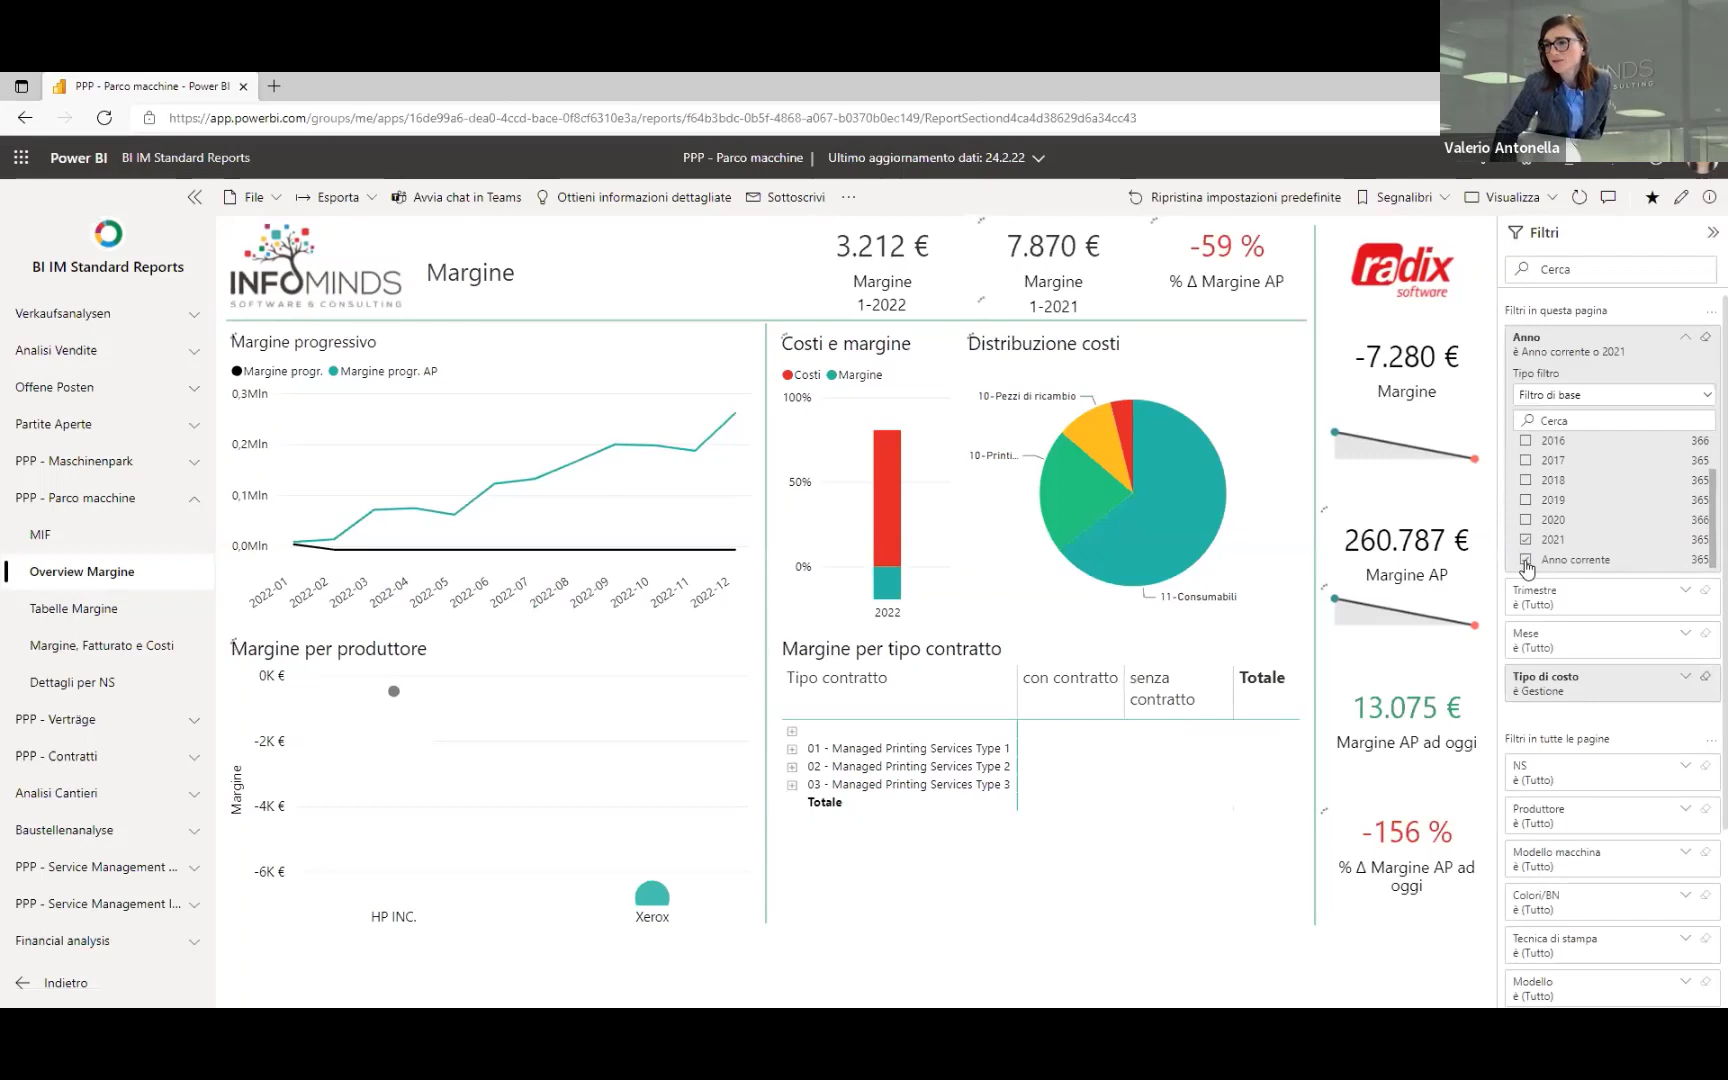 Valerio Antonella
PPP - Parco macchine - Power BI
https://app.powerbi.com/groups/me/apps/16de99a6-dea0-4ccd-bace-0f8cf6310e3a/reports/f64b3bdc-0b5f-4868-a067-b0370b0ec149/ReportSectiond4ca4d38629d6a34cc43
Power BI BI IM Standard Reports
PPP - Parco macchine | Ultimo aggiornamento dati: 24.2.22
File Esporta Avvia chat in Teams Ottieni informazioni dettagliate Sottoscrivi ...
Ripristina impostazioni predefinite Segnalibri Visualizza
BI IM Standard Reports
Verkaufsanalysen
Analisi Vendite
Offene Posten
Partite Aperte
PPP - Maschinenpark
PPP - Parco macchine
MIF
Overview Margine
Tabelle Margine
Margine, Fatturato e Costi
Dettagli per NS
PPP - Verträge
PPP - Contratti
Analisi Cantieri
Baustellenanalyse
PPP - Service Management ...
PPP - Service Management I...
Financial analysis
Indietro
INFOMINDS
SOFTWARE & CONSULTING
Margine
3.212 €
Margine
1-2022
7.870 €
Margine
1-2021
-59 %
% Δ Margine AP
Margine progressivo
Margine progr. Margine progr. AP
0,3Mln
0,2Mln
0,1Mln
0,0Mln
2022-01
2022-02
2022-03
2022-04
2022-05
2022-06
2022-07
2022-08
2022-09
2022-10
2022-11
2022-12
Costi e margine
Costi Margine
100%
50%
0%
2022
Distribuzione costi
10-Pezzi di ricambio
10-Printi...
11-Consumabili
Margine per produttore
0K €
-2K €
-4K €
-6K €
Margine
HP INC.
Xerox
Margine per tipo contratto
Tipo contratto con contratto senza contratto Totale
01 - Managed Printing Services Type 1
02 - Managed Printing Services Type 2
03 - Managed Printing Services Type 3
Totale
radix
software
-7.280 €
Margine
260.787 €
Margine AP
13.075 €
Margine AP ad oggi
-156 %
% Δ Margine AP ad
oggi
Filtri
Cerca
Filtri in questa pagina ...
Anno
è Anno corrente o 2021
Tipo filtro
Filtro di base
Cerca
2016 366
2017 365
2018 365
2019 365
2020 366
2021 365
Anno corrente 365
Trimestre
è (Tutto)
Mese
è (Tutto)
Tipo di costo
è Gestione
Filtri in tutte le pagine ...
NS
è (Tutto)
Produttore
è (Tutto)
Modello macchina
è (Tutto)
Colori/BN
è (Tutto)
Tecnica di stampa
è (Tutto)
Modello
è (Tutto)